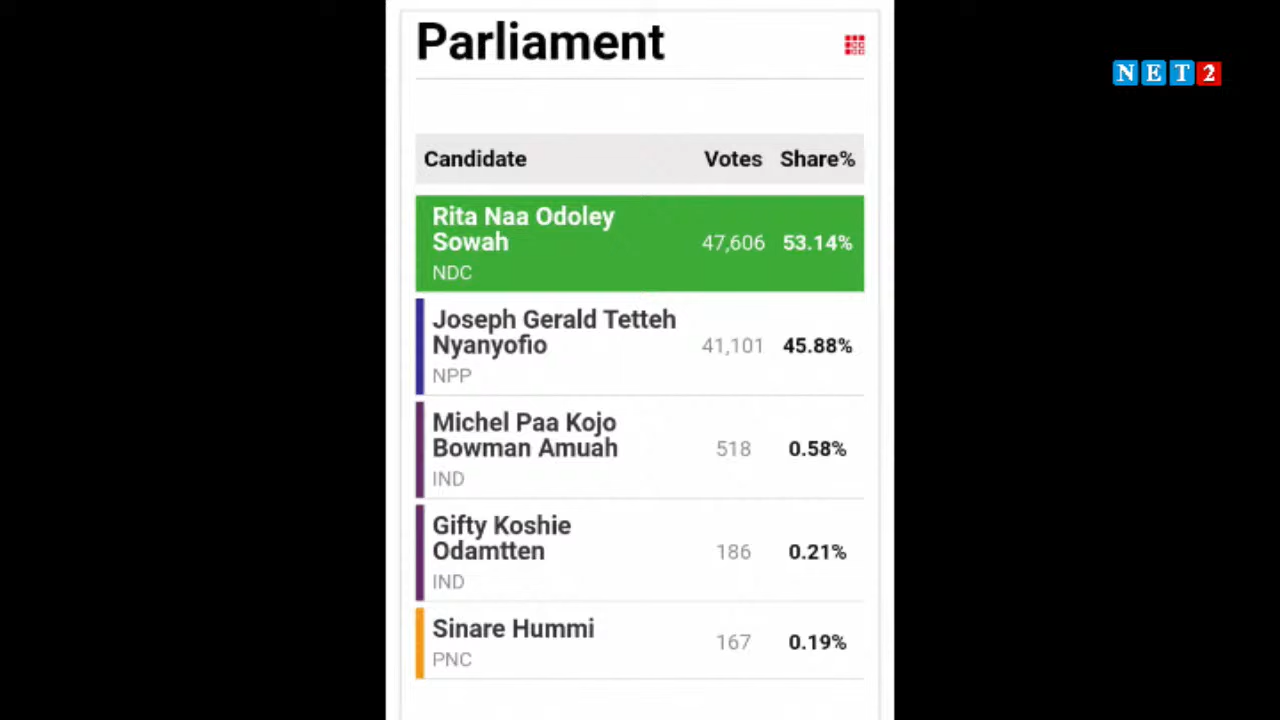 Parliament
NET2
Candidate Votes Share%
Rita Naa Odoley
Sowah 47,606 53.14%
NDC
Joseph Gerald Tetteh
Nyanyofio 41,101 45.88%
NPP
Michel Paa Kojo
Bowman Amuah 518 0.58%
IND
Gifty Koshie
Odamtten 186 0.21%
IND
Sinare Hummi 167 0.19%
PNC